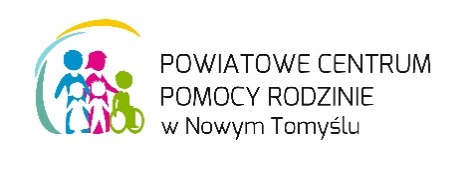 POWIATOWE CENTRUM
POMOCY RODZINIE
w Nowym Tomyślu